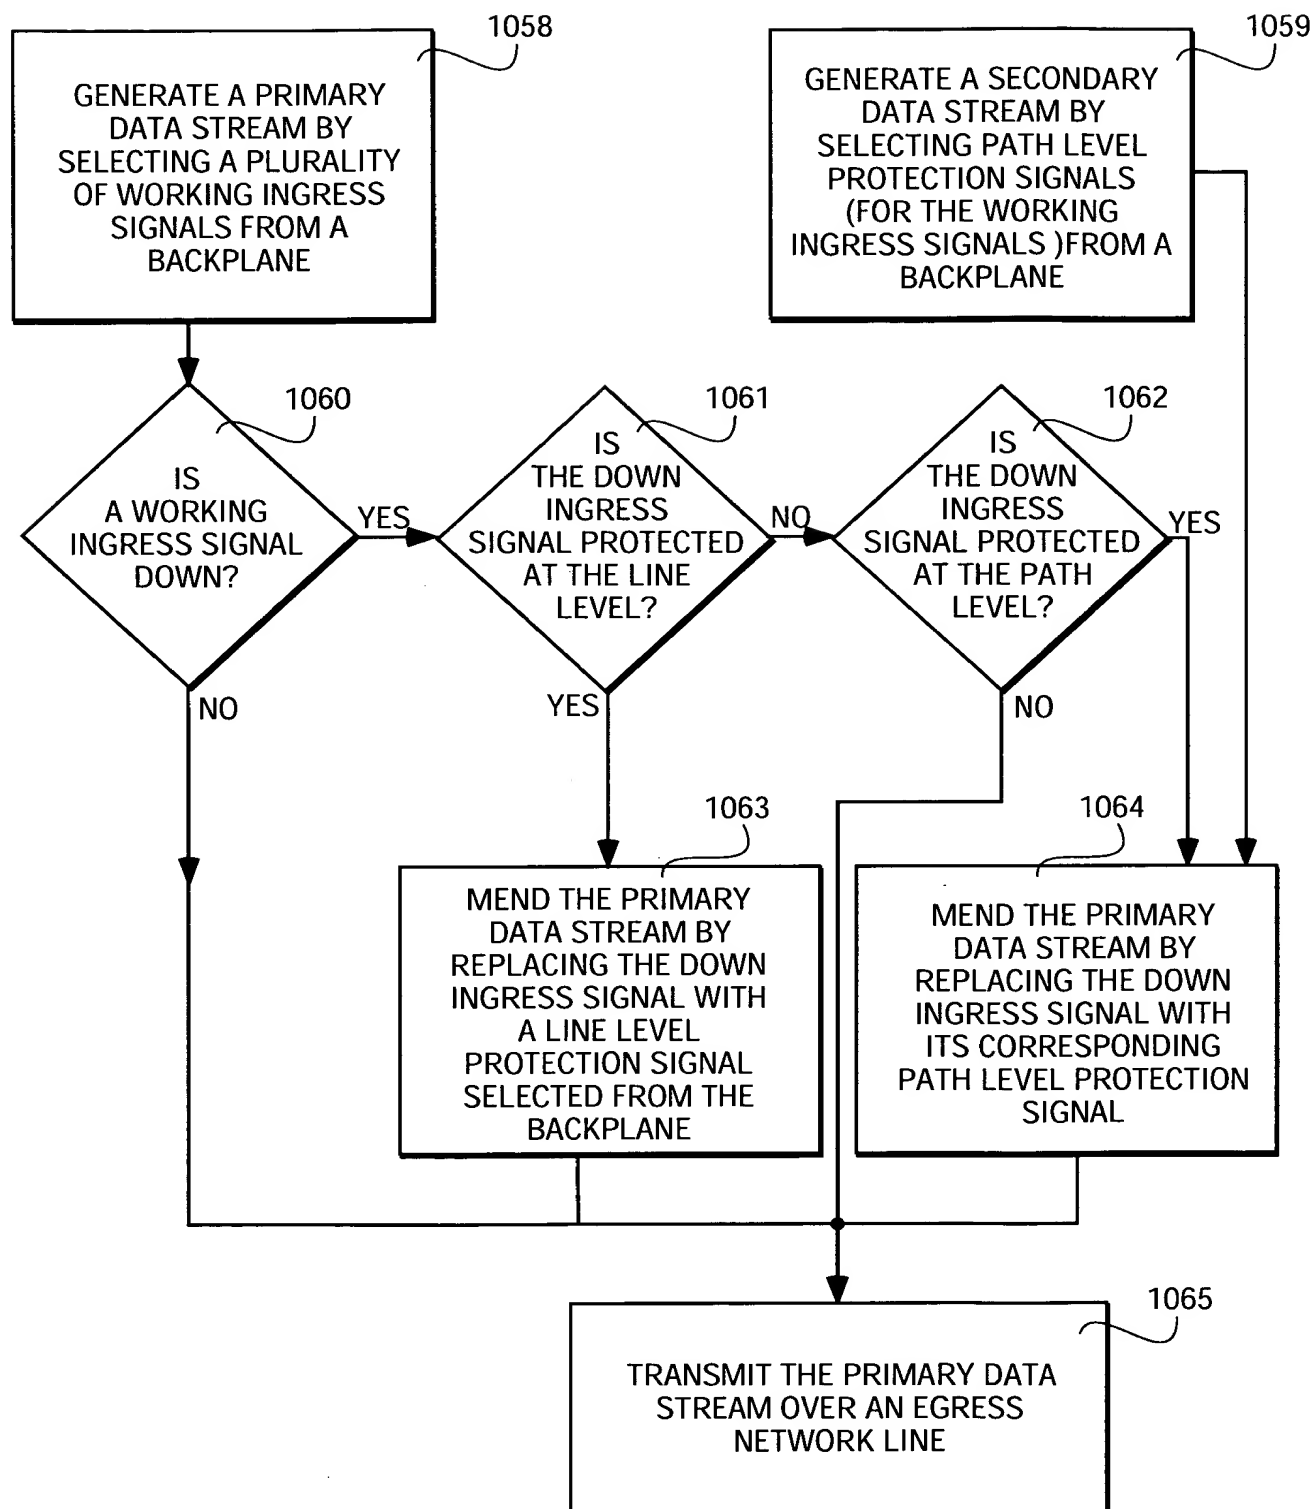 1058
GENERATE A PRIMARY
DATA STREAM BY
SELECTING A PLURALITY
OF WORKING INGRESS
SIGNALS FROM A
BACKPLANE
1059
GENERATE A SECONDARY
DATA STREAM BY
SELECTING PATH LEVEL
PROTECTION SIGNALS
(FOR THE WORKING
INGRESS SIGNALS )FROM A
BACKPLANE
1060
IS
A WORKING
INGRESS SIGNAL
DOWN?
YES
NO
1061
IS
THE DOWN
INGRESS
SIGNAL PROTECTED
AT THE LINE
LEVEL?
NO
YES
1062
IS
THE DOWN
INGRESS
SIGNAL PROTECTED
AT THE PATH
LEVEL?
YES
NO
1063
MEND THE PRIMARY
DATA STREAM BY
REPLACING THE DOWN
INGRESS SIGNAL WITH
A LINE LEVEL
PROTECTION SIGNAL
SELECTED FROM THE
BACKPLANE
1064
MEND THE PRIMARY
DATA STREAM BY
REPLACING THE DOWN
INGRESS SIGNAL WITH
ITS CORRESPONDING
PATH LEVEL PROTECTION
SIGNAL
1065
TRANSMIT THE PRIMARY DATA
STREAM OVER AN EGRESS
NETWORK LINE